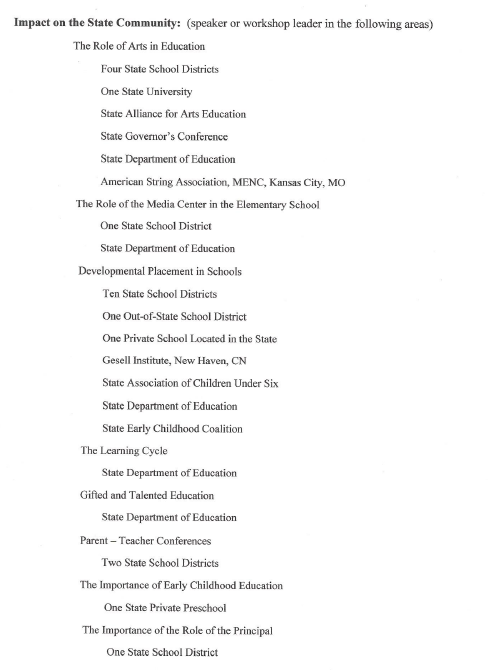 Impact on the State Community: (speaker or workshop leader in the following areas)
The Role of Arts in Education
Four State School Districts
One State University
State Alliance for Arts Education
State Governor's Conference
State Department of Education
American String Association, MENC, Kansas City, MO
The Role of the Media Center in the Elementary School
One State School District
State Department of Education
Developmental Placement in Schools
Ten State School Districts
One Out-of-State School District
One Private School Located in the State
Gesell Institute, New Haven, CN
State Association of Children Under Six
State Department of Education
State Early Childhood Coalition
The Learning Cycle
State Department of Education
Gifted and Talented Education
State Department of Education
Parent – Teacher Conferences
Two State School Districts
The Importance of Early Childhood Education
One State Private Preschool
The Importance of the Role of the Principal
One State School District